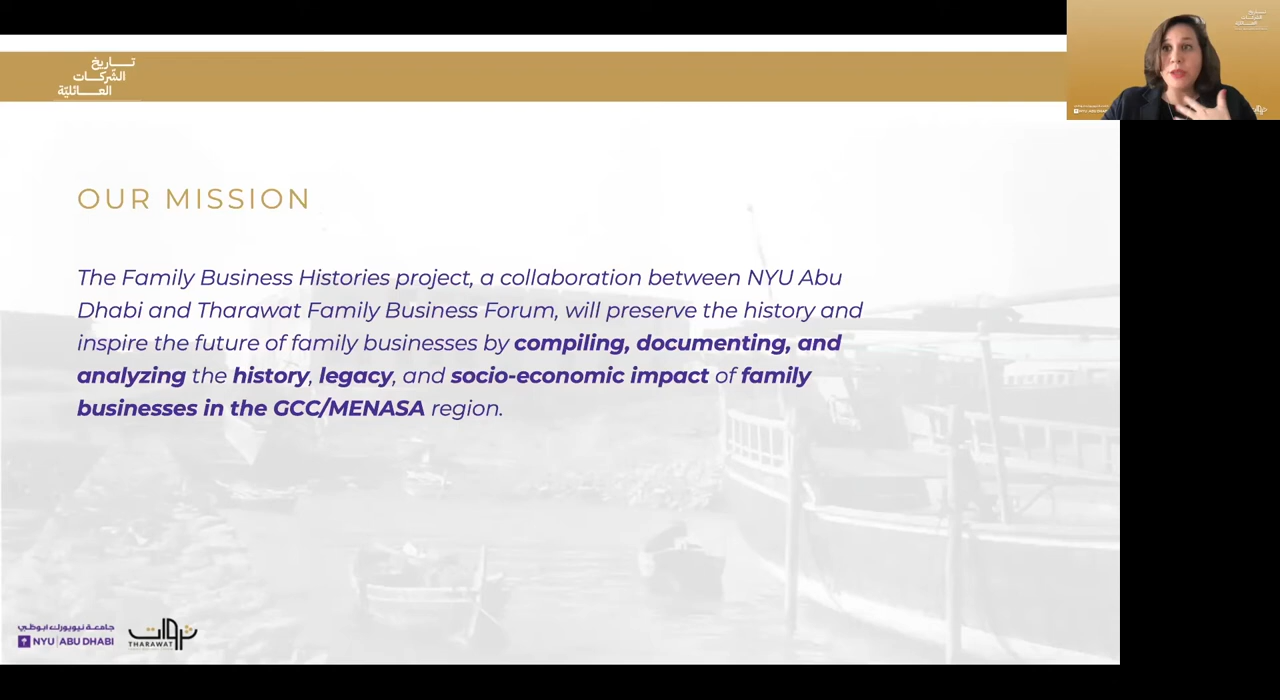 تاريخ
الشركات
العائلية
OUR MISSION
The Family Business Histories project, a collaboration between NYU Abu
Dhabi and Tharawat Family Business Forum, will preserve the history and
inspire the future of family businesses by compiling, documenting, and
analyzing the history, legacy, and socio-economic impact of family
businesses in the GCC/MENASA region.
جامعة نيويورك أبوظبي
NYU ABU DHABI
ثروات
THARAWAT